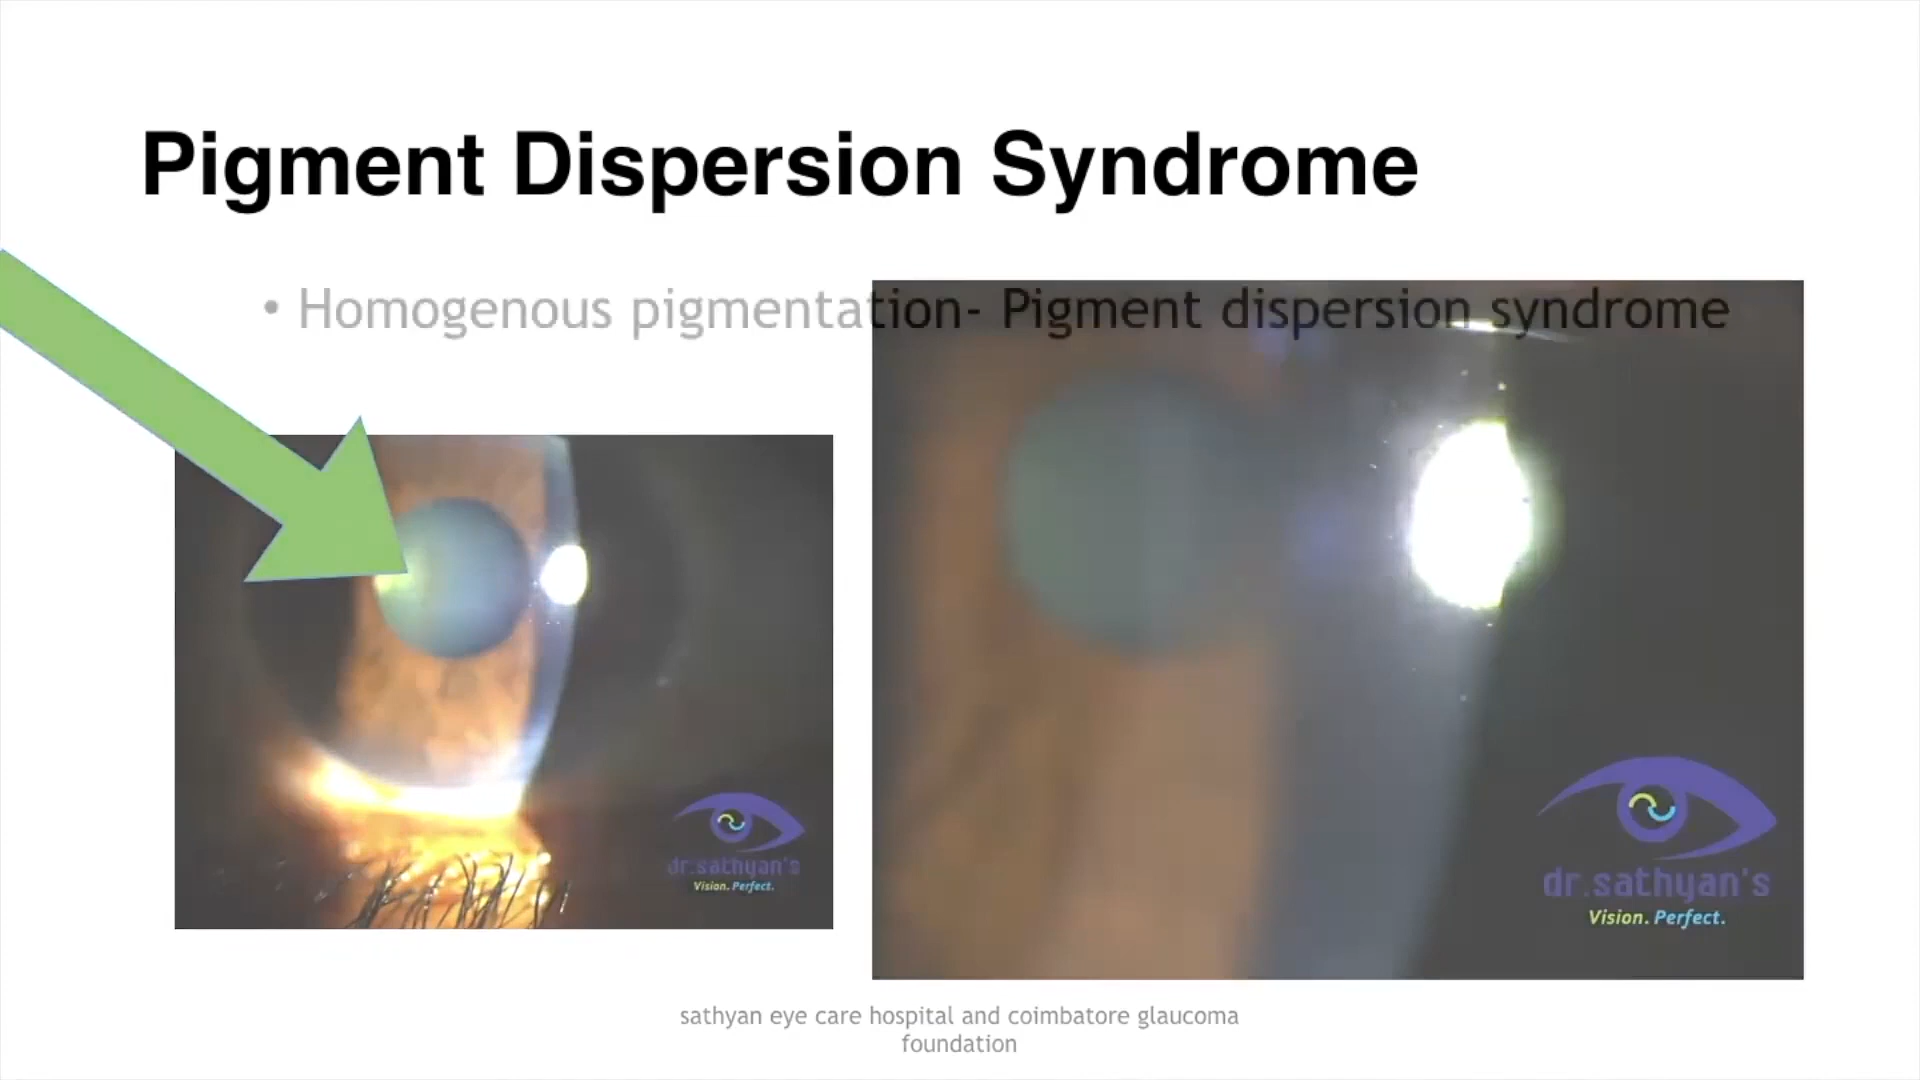 Pigment Dispersion Syndrome
• Homogenous pigmentation- Pigment dispersion syndrome
dr.sathyan's
Vision. Perfect.
dr.sathyan's
Vision. Perfect.
sathyan eye care hospital and coimbatore glaucoma
foundation